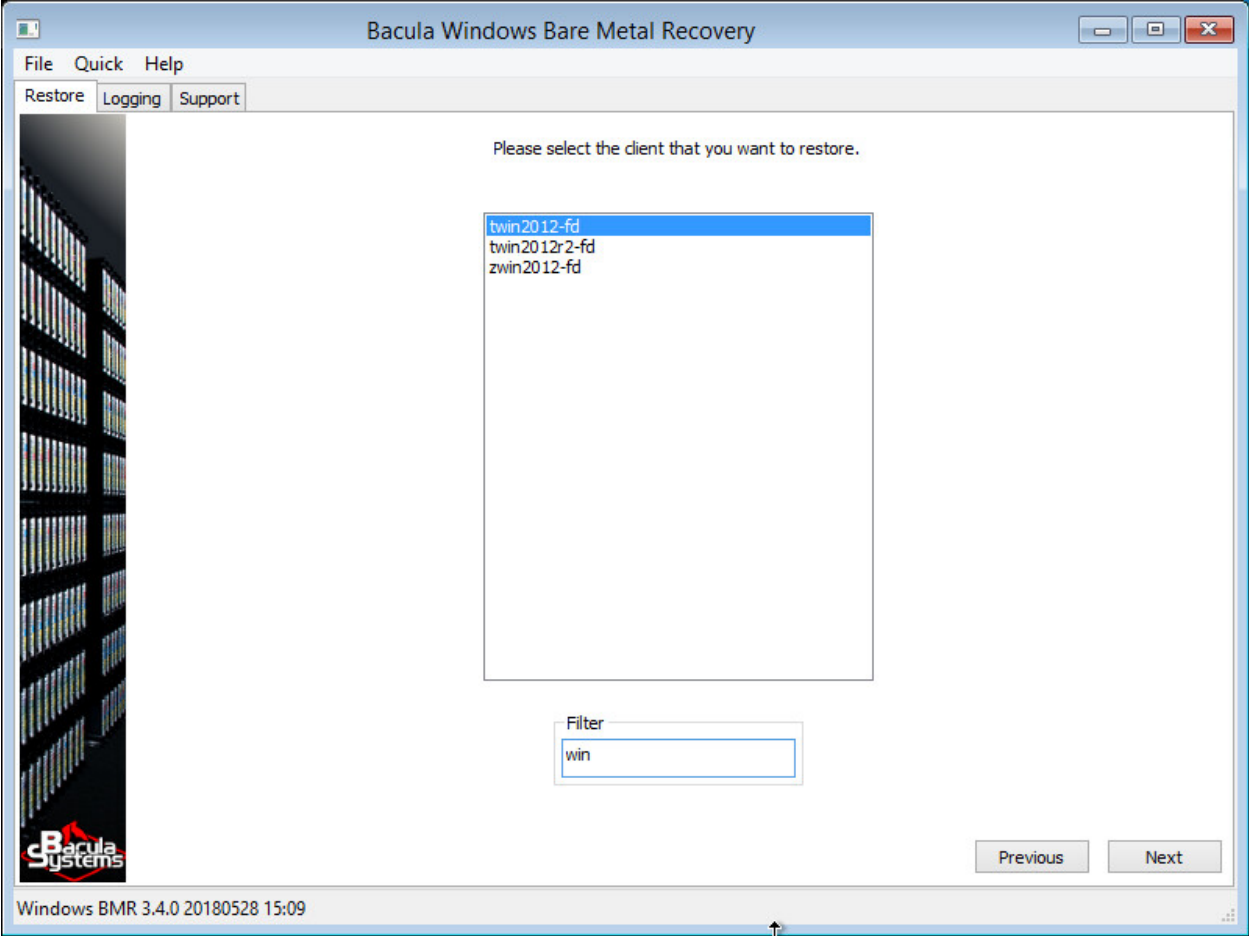 Bacula Windows Bare Metal Recovery
File Quick Help
Restore Logging Support
Please select the client that you want to restore.
twin2012-fd
twin2012r2-fd
zwin2012-fd
Filter
win
Bacula
Systems
Previous Next
Windows BMR 3.4.0 20180528 15:09